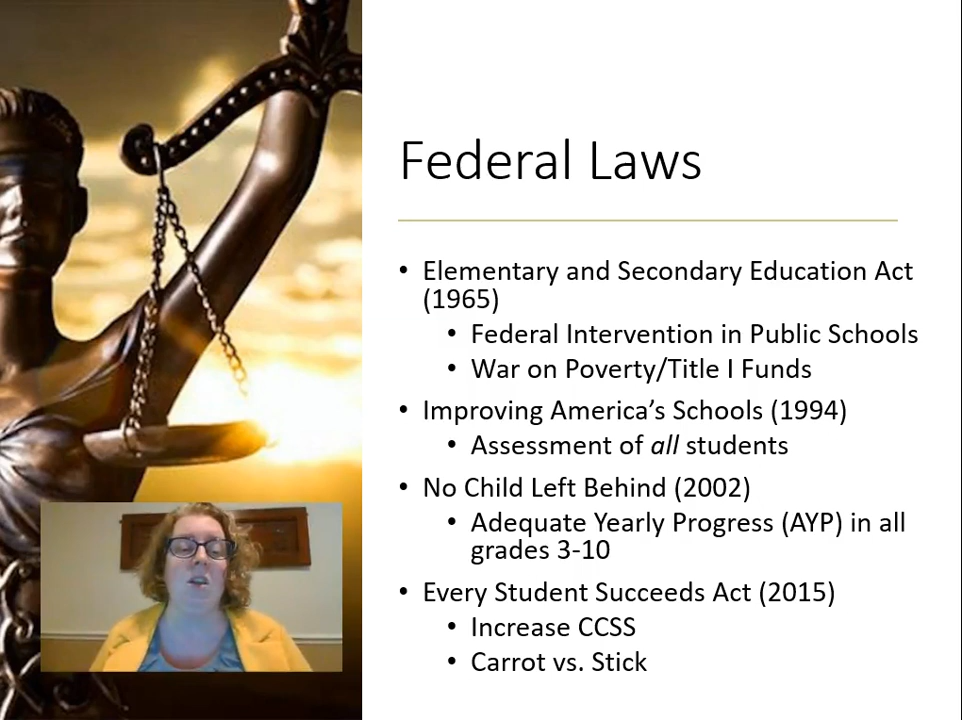 Federal Laws
• Elementary and Secondary Education Act
(1965)
• Federal Intervention in Public Schools
• War on Poverty/Title I Funds
• Improving America’s Schools (1994)
• Assessment of all students
• No Child Left Behind (2002)
• Adequate Yearly Progress (AYP) in all
grades 3-10
• Every Student Succeeds Act (2015)
• Increase CCSS
• Carrot vs. Stick